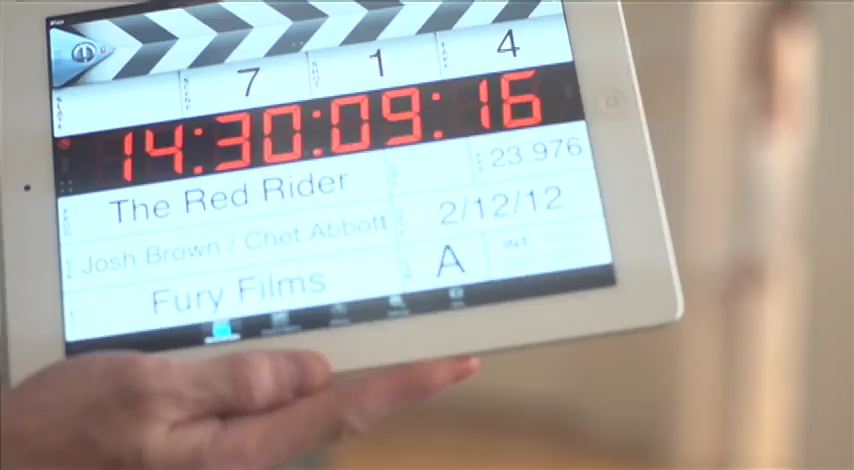 7 1 4
14:30:09:16
The Red Rider
23.976
Josh Brown / Chet Abbott
2/12/12
Fury Films
A
INT